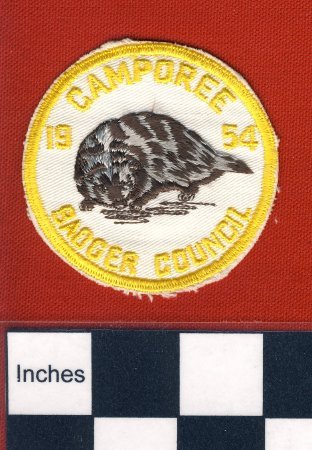 CAMPOREE
19 54
BADGER COUNCIL
Inches